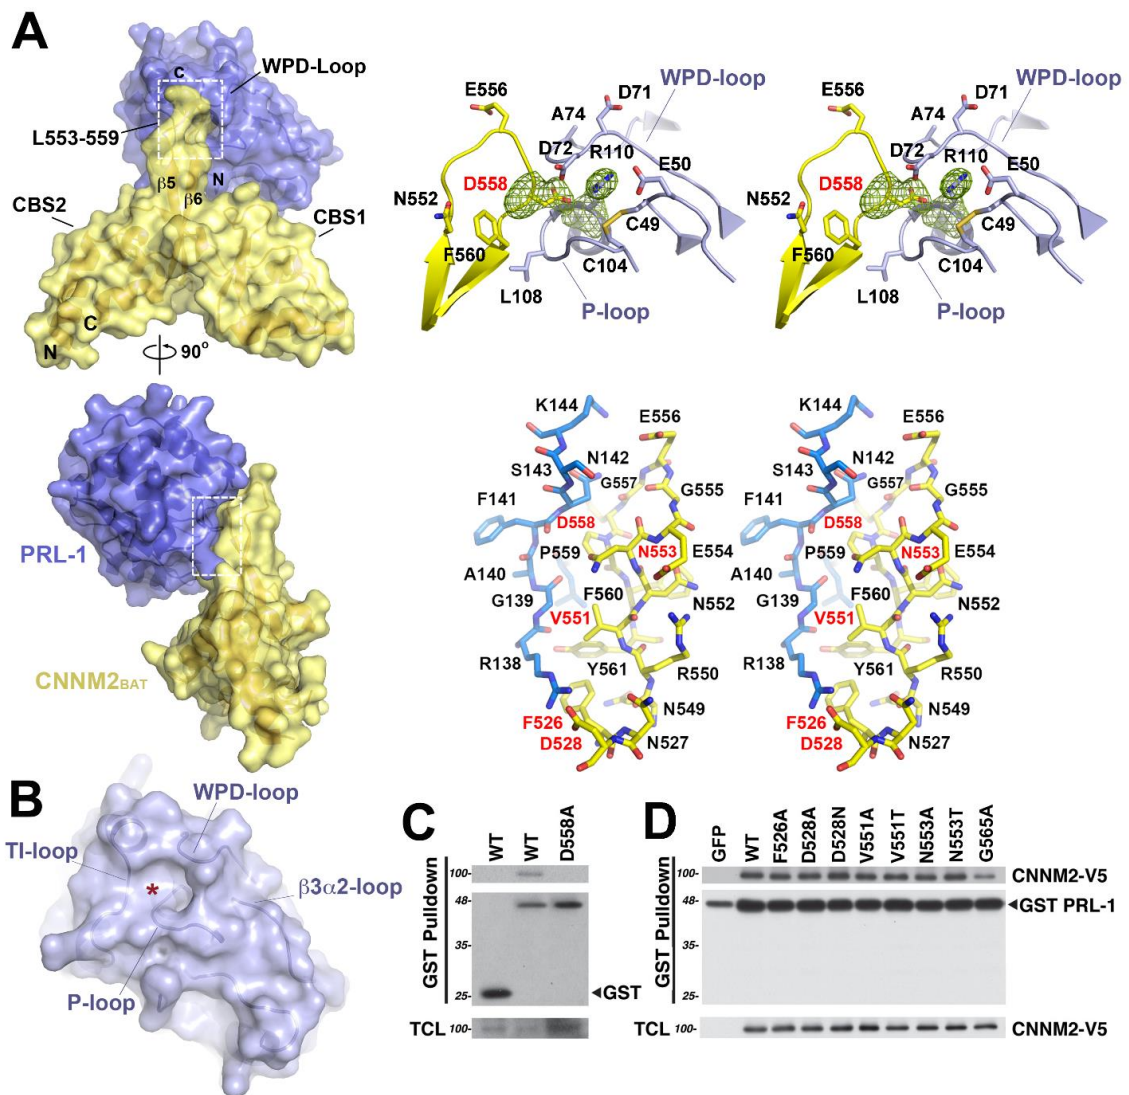 A
C
WPD-Loop
L553-559
N
β5
β6
CBS2
CBS1
C
N
90°
PRL-1
CNNM2BAT
WPD-loop
E556
A74
D71
D72
R110
E50
N552
D558
C49
F560
C104
L108
P-loop
WPD-loop
E556
A74
D71
D72
R110
E50
N552
D558
C49
F560
C104
L108
P-loop
K144
E556
S143
N142
G557
G555
F141
D558
P559
N553
E554
A140
F560
G139
N552
V551
R138
Y561
R550
F526
N549
D528
N527
K144
E556
S143
N142
G557
G555
F141
D558
P559
N553
E554
A140
F560
G139
N552
V551
R138
Y561
R550
F526
N549
D528
N527
B
WPD-loop
TI-loop
*
β3α2-loop
P-loop
C
WT
WT
D558A
GST Pulldown
100-
48-
35-
25-
GST
TCL
100-
D
GFP
WT
F526A
D528A
D528N
V551A
V551T
N553A
N553T
G565A
GST Pulldown
100-
CNNM2-V5
48-
GST PRL-1
35-
25-
TCL
100-
CNNM2-V5